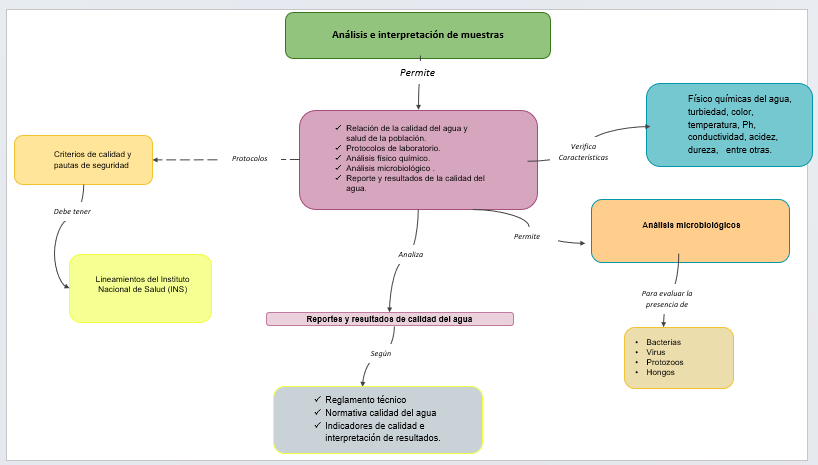 Análisis e interpretación de muestras
Permite
✓ Relación de la calidad del agua y
salud de la población.
✓ Protocolos de laboratorio.
✓ Análisis físico químico.
✓ Análisis microbiológico .
✓ Reporte y resultados de la calidad del
agua.
Protocolos
Criterios de calidad y
pautas de seguridad
Debe tener
Lineamientos del Instituto
Nacional de Salud (INS)
Verifica
Características
Físico químicas del agua,
turbiedad, color,
temperatura, Ph,
conductividad, acidez,
dureza, entre otras.
Permite
Análisis microbiológicos
Para evaluar la
presencia de
• Bacterias
• Virus
• Protozoos
• Hongos
Analiza
Reportes y resultados de calidad del agua
Según
✓ Reglamento técnico
✓ Normativa calidad del agua
✓ Indicadores de calidad e
interpretación de resultados.